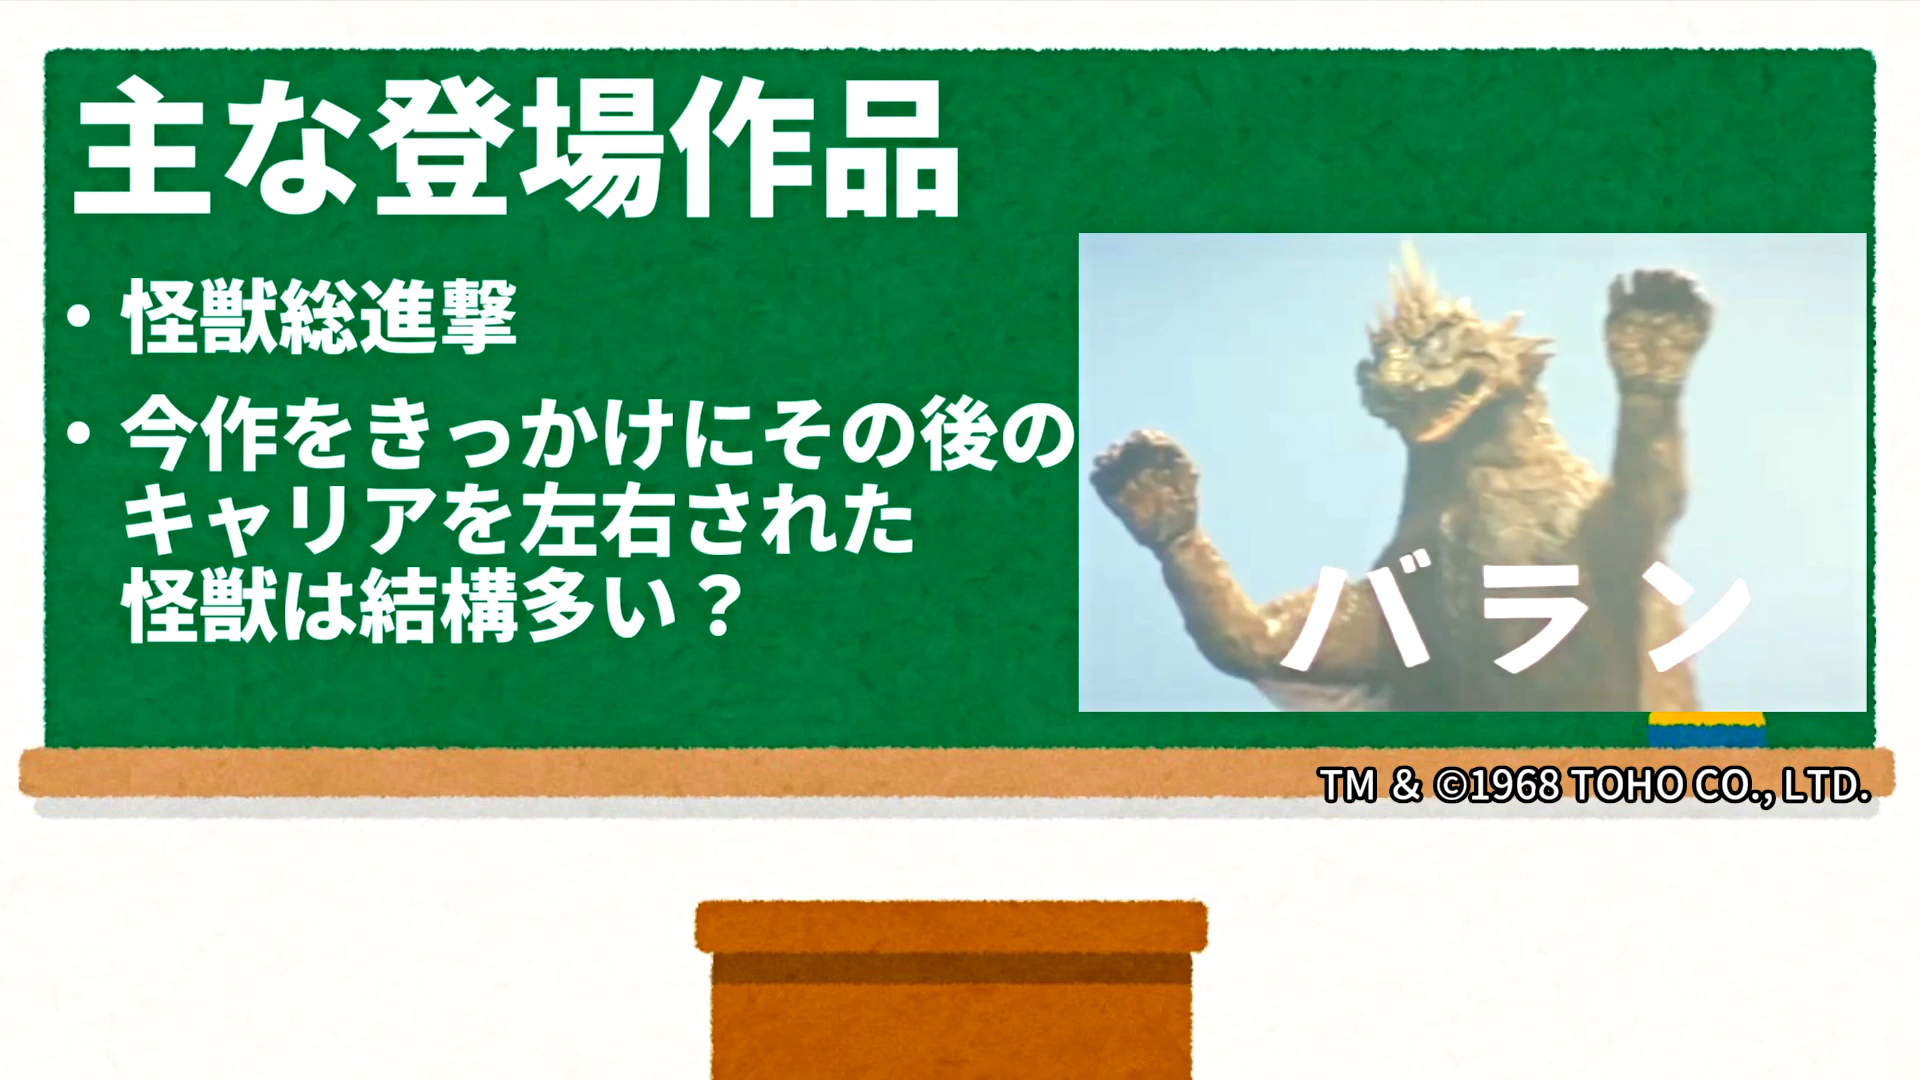 主な登場作品
・怪獣総進撃
・今作をきっかけにその後の
キャリアを左右された
怪獣は結構多い？
バラン
TM & ©1968 TOHO CO., LTD.